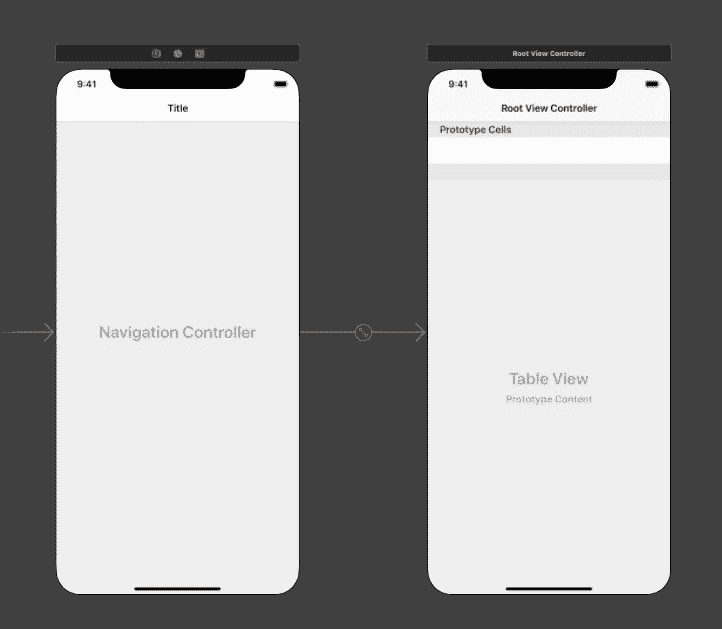 Root View Controller
9:41
Title
Navigation Controller
9:41
Root View Controller
Prototype Cells
Table View
Prototype Content